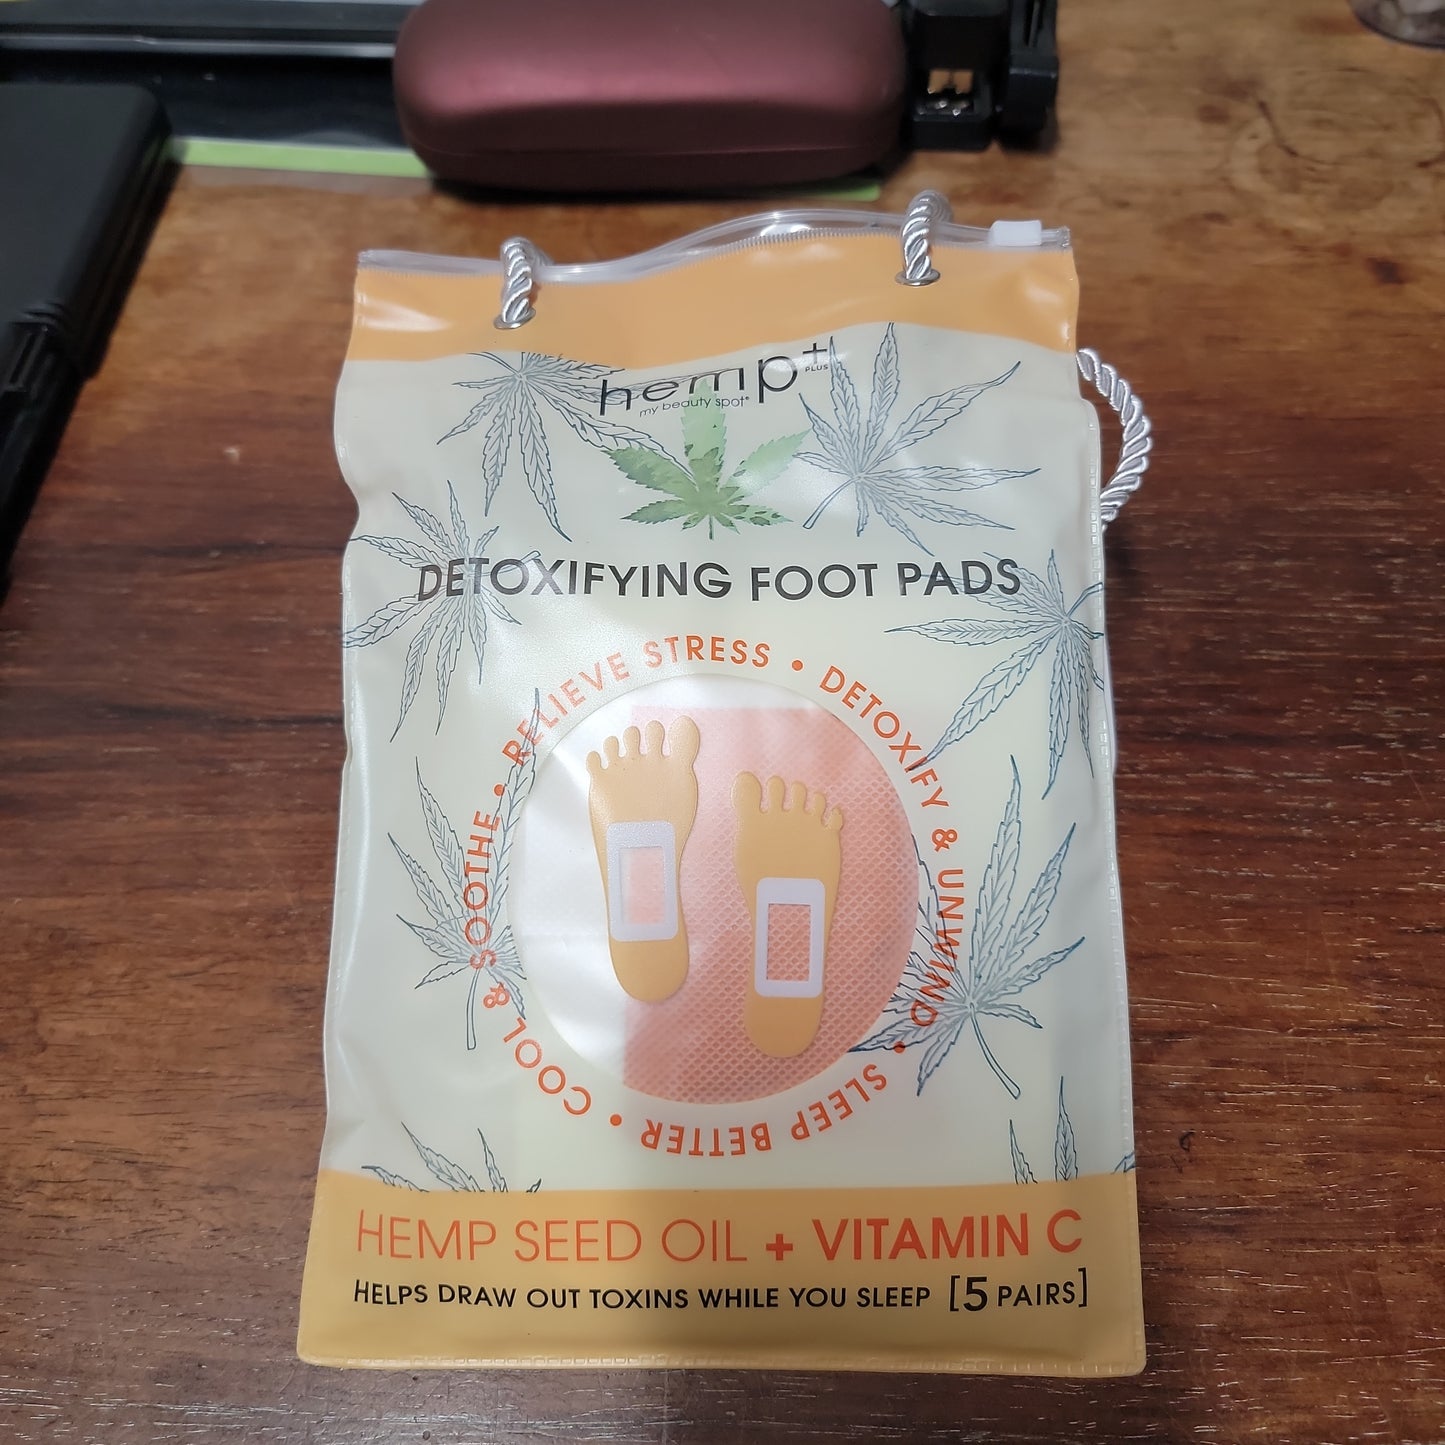 hemp+
PLUS
my beauty spot®
DETOXIFYING FOOT PADS
COOL & SOOTHE • RELIEVE STRESS • DETOXIFY & UNWIND • SLEEP BETTER •
HEMP SEED OIL + VITAMIN C
HELPS DRAW OUT TOXINS WHILE YOU SLEEP [5 PAIRS]